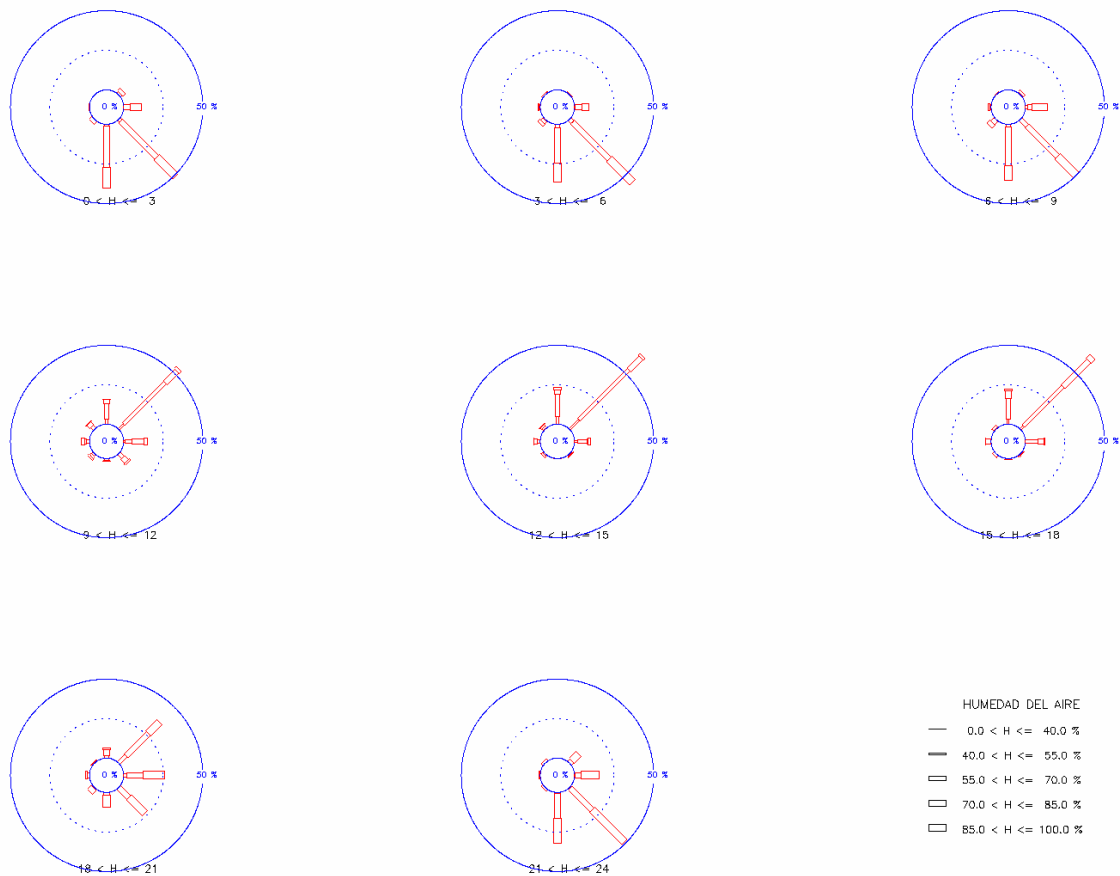 0 %
50 %
0 < H <= 3
0 %
50 %
3 < H <= 6
0 %
50 %
6 < H <= 9
0 %
50 %
9 < H <= 12
0 %
50 %
12 < H <= 15
0 %
50 %
15 < H <= 18
0 %
50 %
18 < H <= 21
0 %
50 %
21 < H <= 24
HUMEDAD DEL AIRE
0.0 < H <= 40.0 %
40.0 < H <= 55.0 %
55.0 < H <= 70.0 %
70.0 < H <= 85.0 %
85.0 < H <= 100.0 %